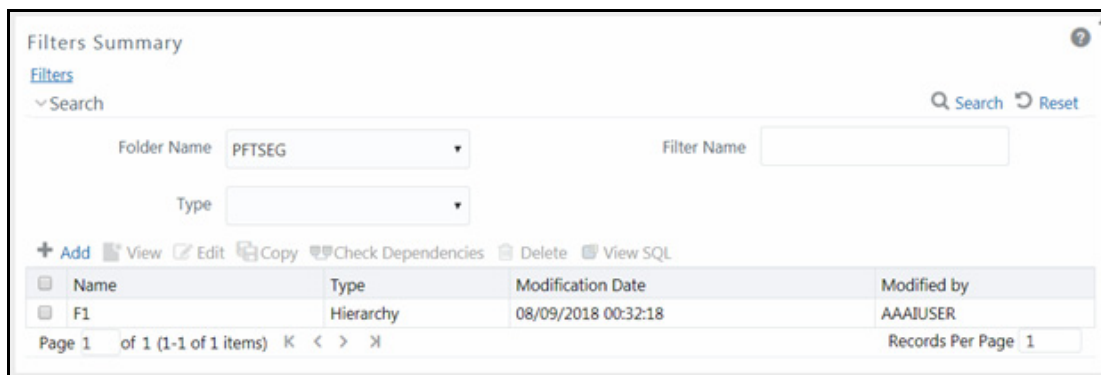 Filters Summary
Filters
Search Search Reset
Folder Name PFTSEG Filter Name
Type
Add View Edit Copy Check Dependencies Delete View SQL
Name Type Modification Date Modified by
F1 Hierarchy 08/09/2018 00:32:18 AAAIUSER
Page 1 of 1 (1-1 of 1 items) Records Per Page 1